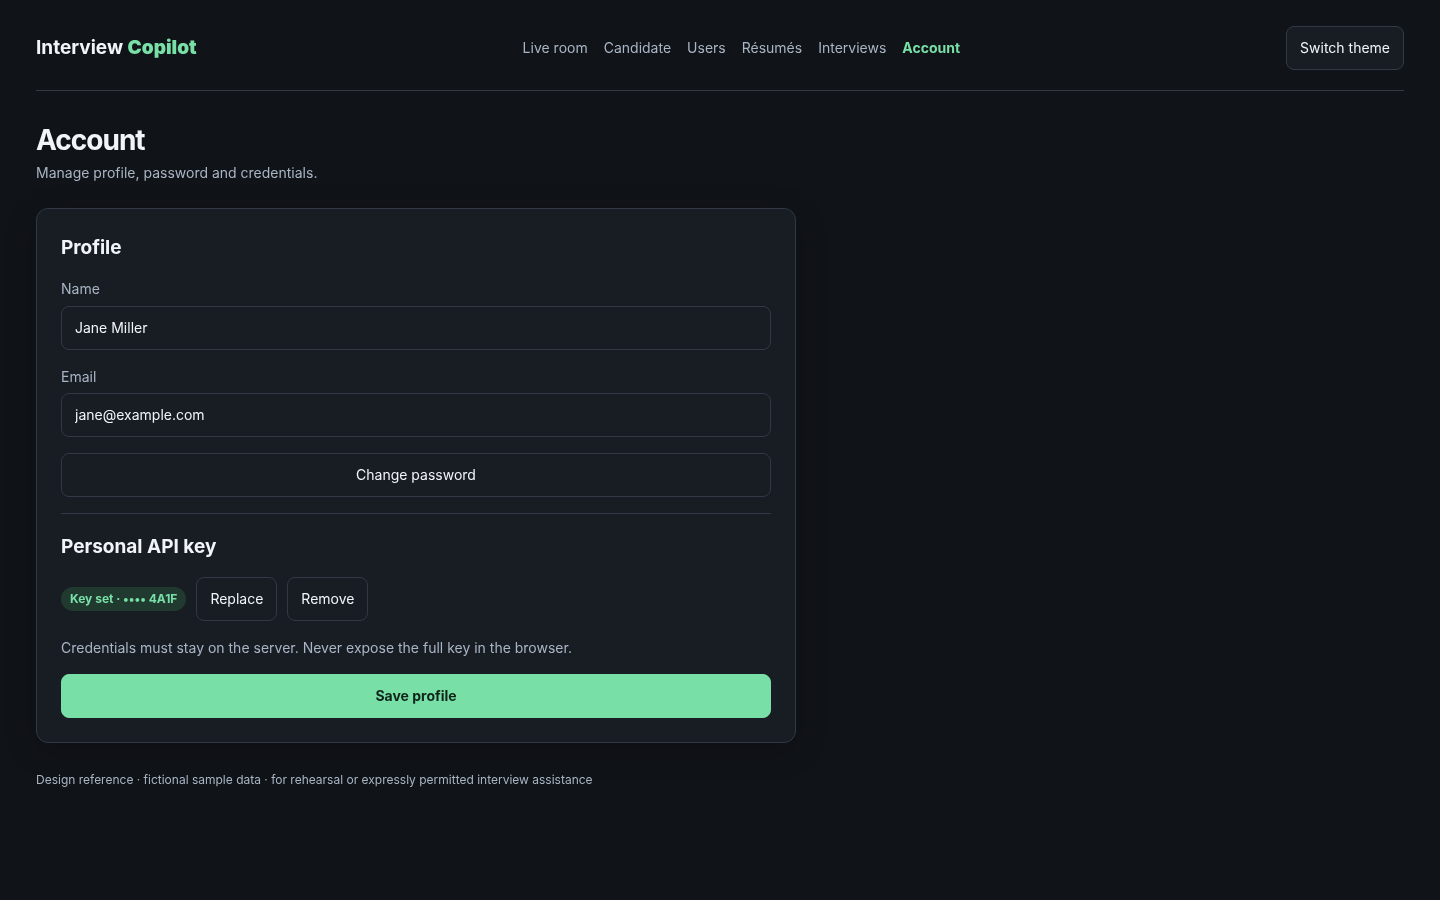 Interview Copilot
Live room Candidate Users Résumés Interviews Account
Switch theme
Account
Manage profile, password and credentials.
Profile
Name
Jane Miller
Email
jane@example.com
Change password
Personal API key
Key set · •••• 4A1F
Replace
Remove
Credentials must stay on the server. Never expose the full key in the browser.
Save profile
Design reference · fictional sample data · for rehearsal or expressly permitted interview assistance